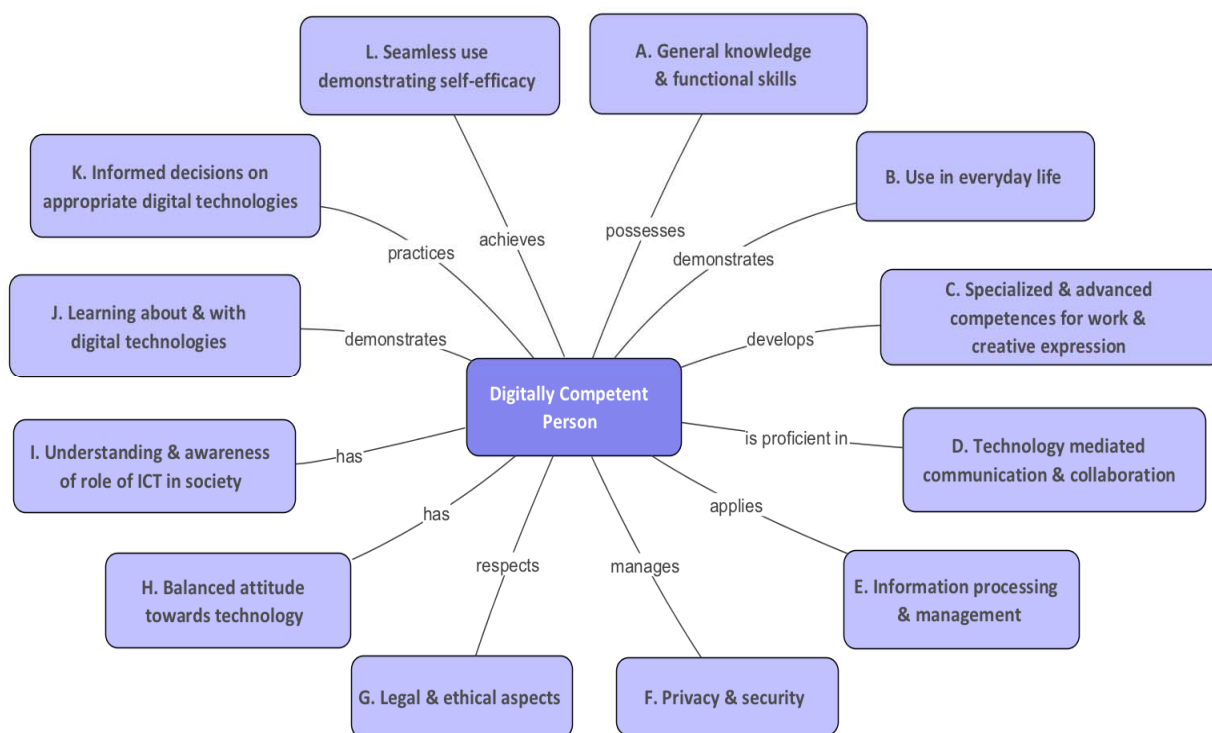 L. Seamless use
demonstrating self-efficacy
A. General knowledge
& functional skills
K. Informed decisions on
appropriate digital technologies
B. Use in everyday life
achieves
possesses
practices
demonstrates
J. Learning about & with
digital technologies
C. Specialized & advanced
competences for work &
creative expression
demonstrates
develops
Digitally Competent
Person
I. Understanding & awareness
of role of ICT in society
has
is proficient in
D. Technology mediated
communication & collaboration
has
applies
H. Balanced attitude
towards technology
respects
manages
E. Information processing
& management
G. Legal & ethical aspects
F. Privacy & security